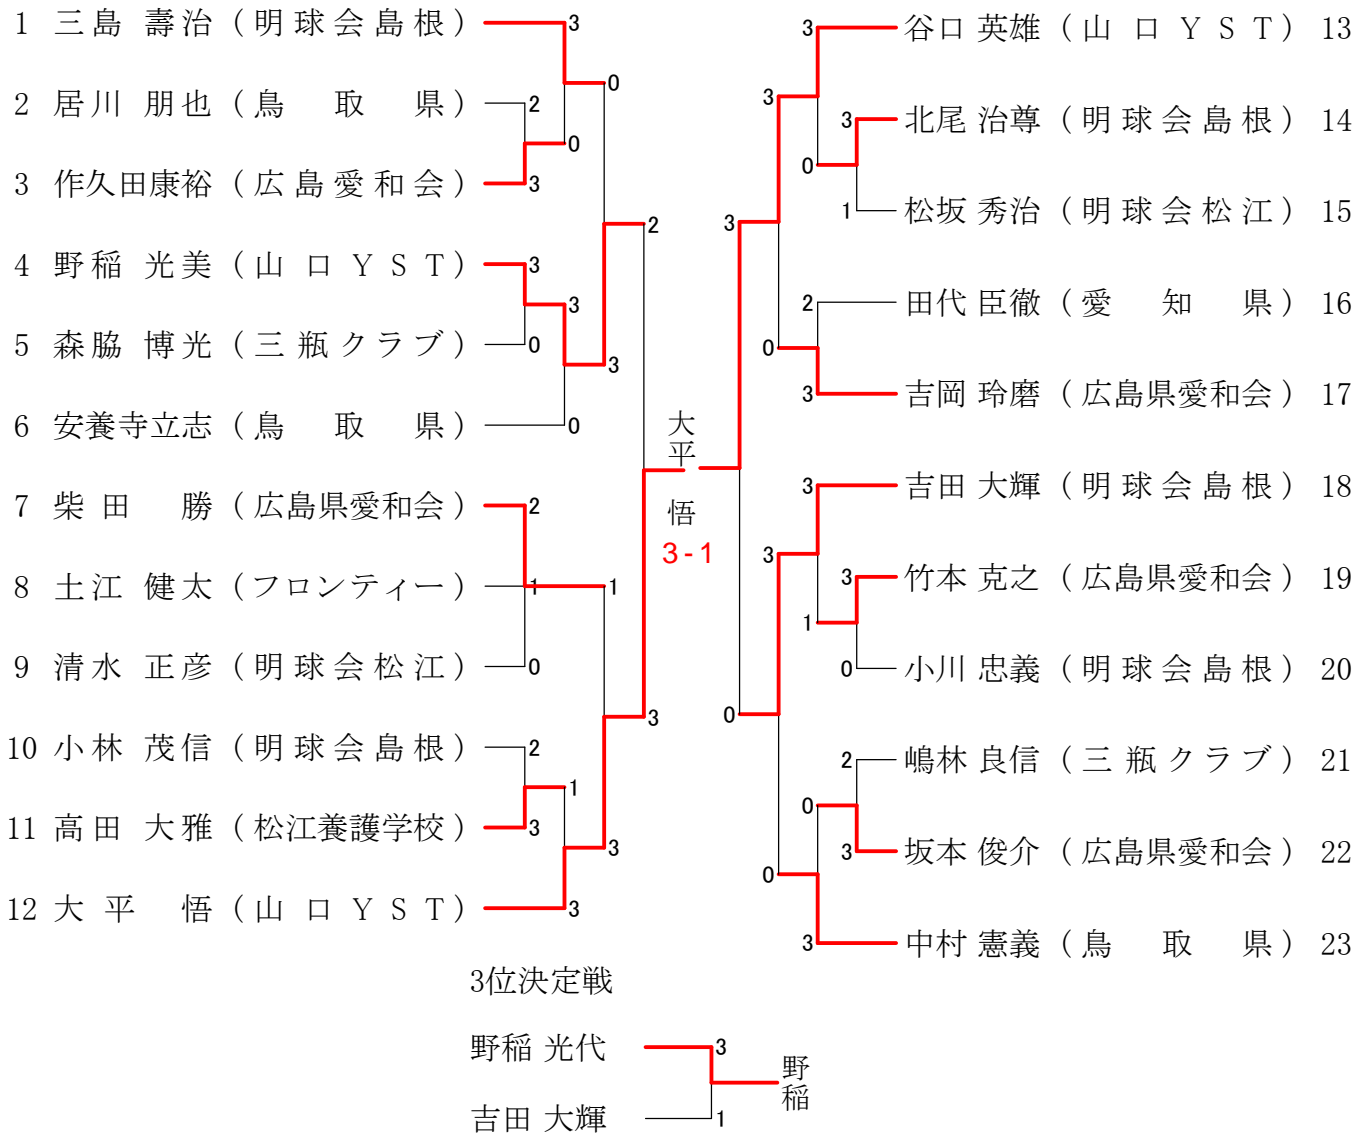 1 三島 壽治 (明球会島根) 3
0
2 居川 朋也 (鳥取県) 2
0
3 作久田康裕 (広島愛和会) 3
2
4 野稲 光美 (山口YST) 3
3
5 森脇 博光 (三瓶クラブ) 0
3
6 安養寺立志 (鳥取県) 0
7 柴田 勝 (広島県愛和会) 2
8 土江 健太 (フロンティー) 1 1
9 清水 正彦 (明球会松江) 0
3
10 小林 茂信 (明球会島根) 2
1
11 高田 大雅 (松江養護学校) 3
3
12 大平 悟 (山口YST) 3
大平 悟
3-1
3 谷口 英雄 (山口YST) 13
3
3 北尾 治尊 (明球会島根) 14
0
1 松坂 秀治 (明球会松江) 15
3
2 田代 臣徹 (愛知県) 16
0
3 吉岡 玲磨 (広島県愛和会) 17
3 吉田 大輝 (明球会島根) 18
3
3 竹本 克之 (広島県愛和会) 19
1
0 小川 忠義 (明球会島根) 20
0
2 嶋林 良信 (三瓶クラブ) 21
0
3 坂本 俊介 (広島県愛和会) 22
0
3 中村 憲義 (鳥取県) 23
3位決定戦
野稲 光代 3
野稲
吉田 大輝 1